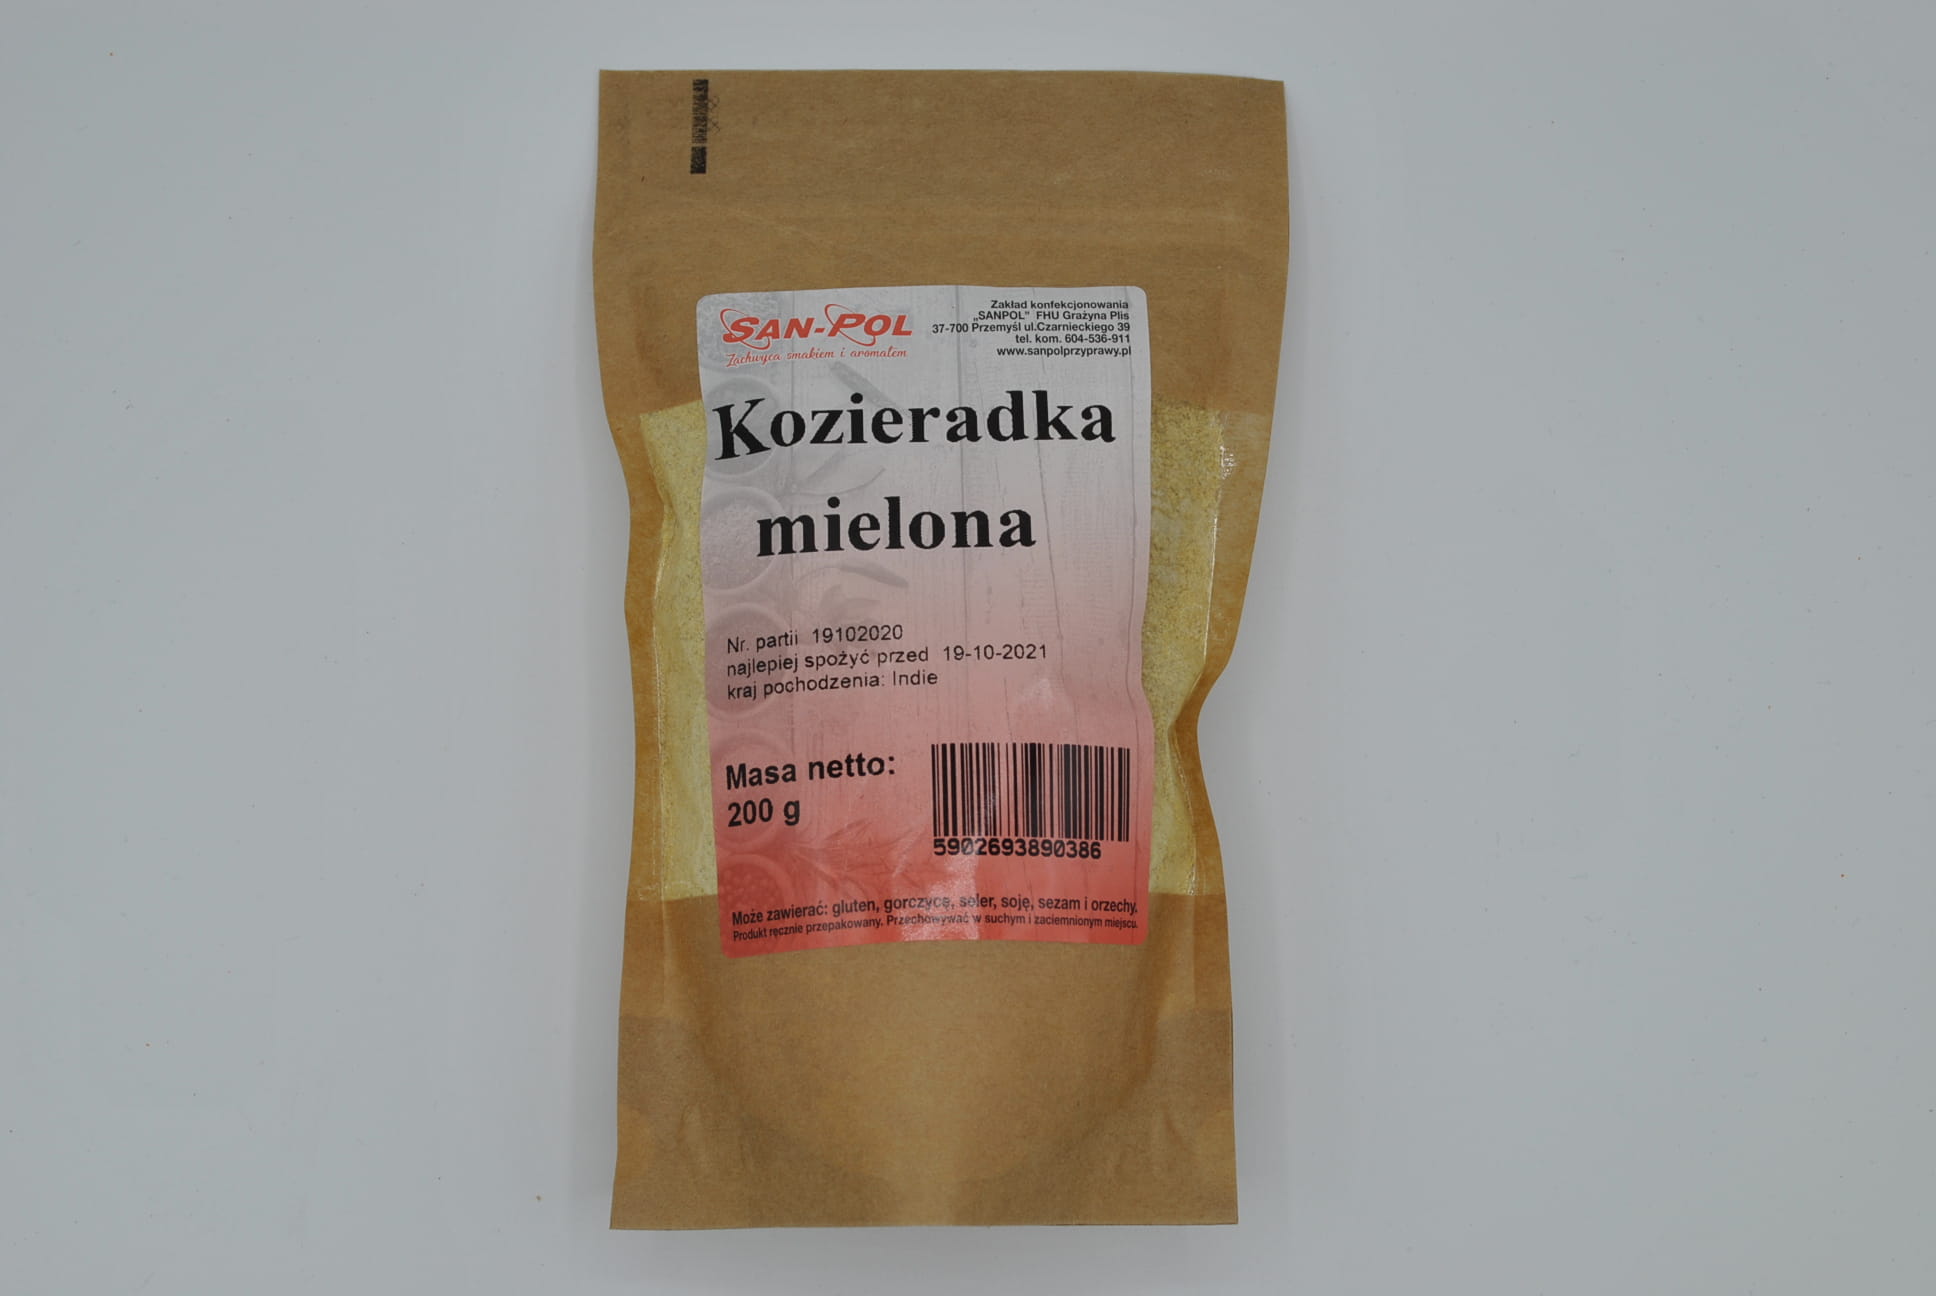 SAN-POL
Zachwyca smakiem i aromatem
Zakład konfekcjonowania
„SANPOL” FHU Grażyna Plis
37-700 Przemyśl ul.Czarnieckiego 39
tel. kom. 604-536-911
www.sanpolprzyprawy.pl
Kozieradka
mielona
Nr. partii 19102020
najlepiej spożyć przed 19-10-2021
kraj pochodzenia: Indie
Masa netto:
200 g
5902693890386
Może zawierać: gluten, gorczycę, seler, soję, sezam i orzechy.
Produkt ręcznie przepakowany. Przechowywać w suchym i zaciemnionym miejscu.